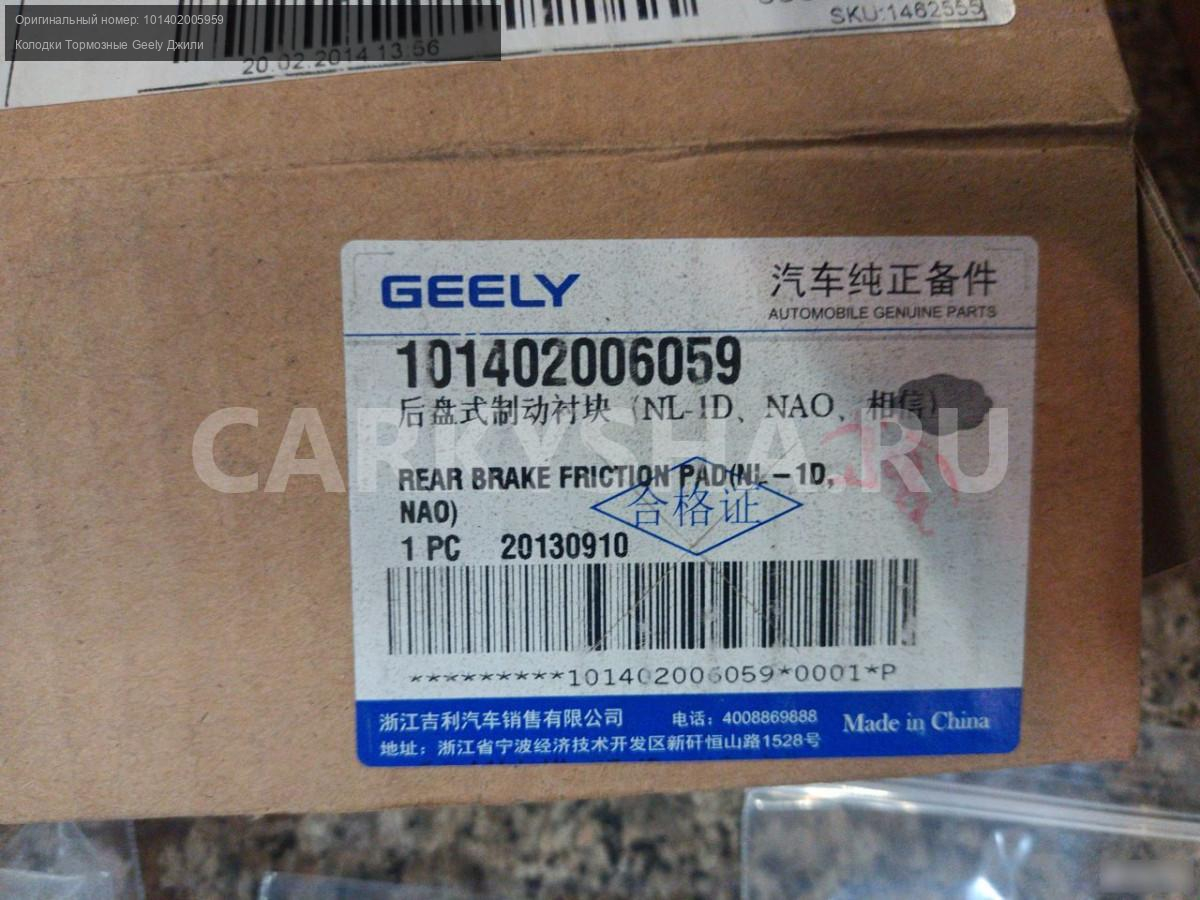 Оригинальный номер: 101402005959
Колодки Тормозные Geely Джили
20.02.2014 13:56
SKU:1462555
GEELY
汽车纯正备件
AUTOMOBILE GENUINE PARTS
101402006059
后盘式制动衬块（NL-1D、NAO、相信）
CARKYSHA.RU
REAR BRAKE FRICTION PAD(NL-1D,
NAO)
合格证
1 PC 20130910
*********101402006059*0001*P
浙江吉利汽车销售有限公司 电话：4008869888 Made in China
地址：浙江省宁波经济技术开发区新矸恒山路1528号